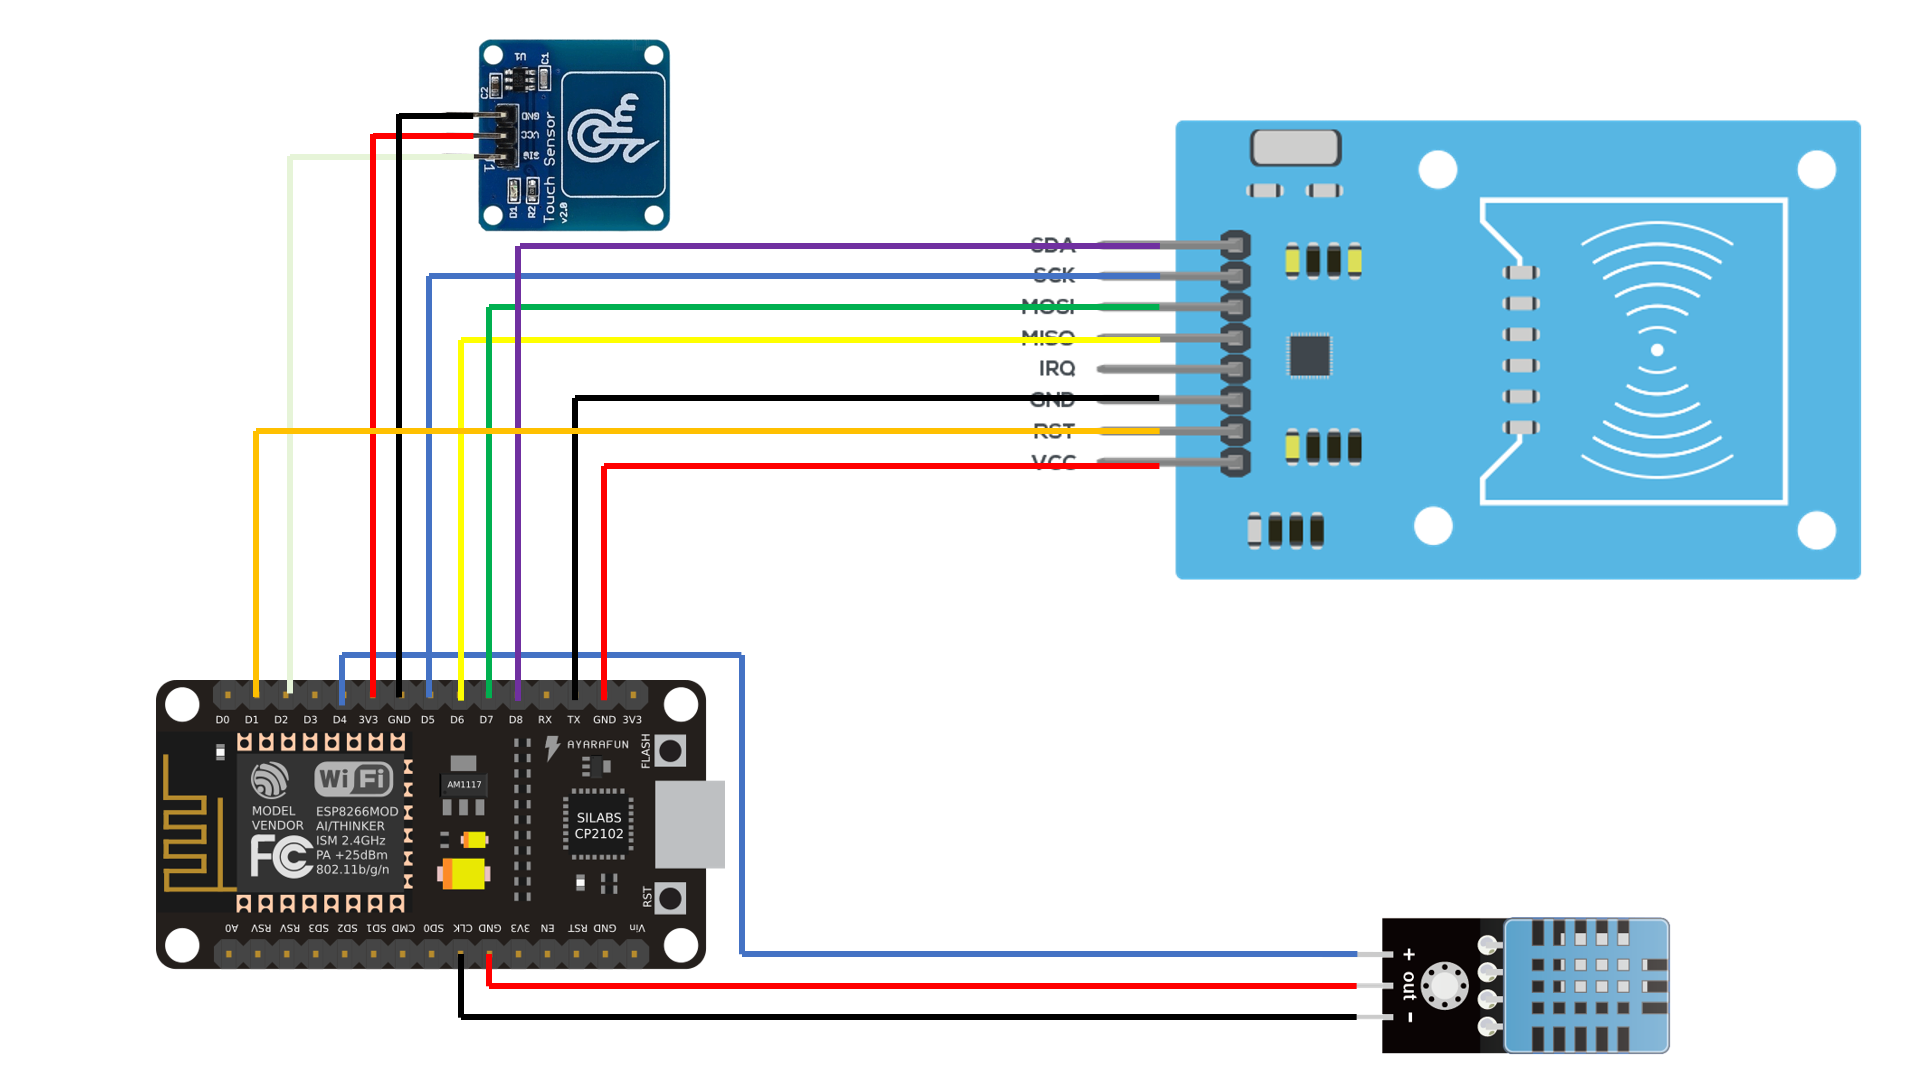 U1
C1
C2
GND
VCC
SIG
D1
R2
Touch Sensor
v2.0
SDA
SCK
MOSI
MISO
IRQ
GND
RST
VCC
D0 D1 D2 D3 D4 3V3 GND D5 D6 D7 D8 RX TX GND 3V3
AYARAFUN
FLASH
WiFi
AM1117
MODEL
VENDOR
FCC
ESP8266MOD
AI/THINKER
ISM 2.4GHz
PA +25dBm
802.11b/g/n
SILABS
CP2102
RST
A0 RSV RSV SD3 SD2 SD1 CMD SD0 CLK GND 3V3 EN RST GND Vin
+
out
-